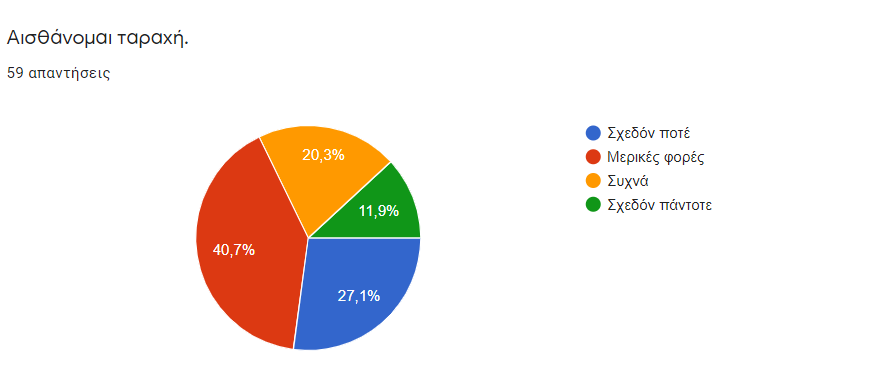 Αισθάνομαι ταραχή.
59 απαντήσεις
20,3%
11,9%
40,7%
27,1%
Σχεδόν ποτέ
Μερικές φορές
Συχνά
Σχεδόν πάντοτε